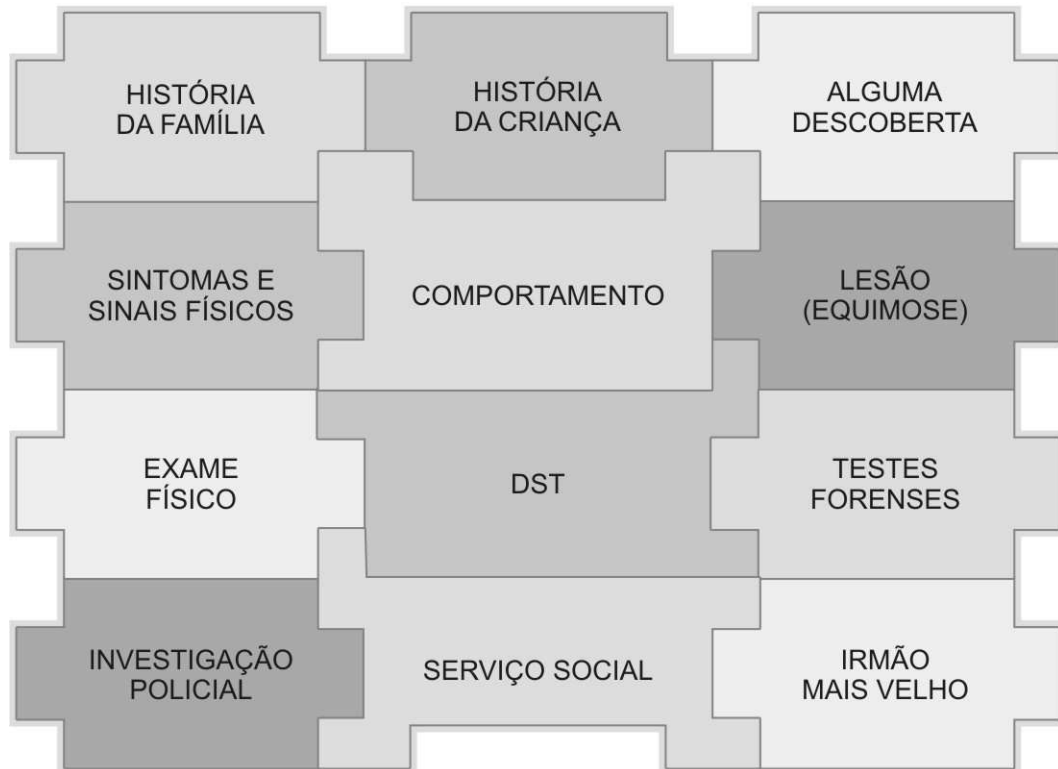 HISTÓRIA
DA FAMÍLIA
HISTÓRIA
DA CRIANÇA
ALGUMA
DESCOBERTA
SINTOMAS E
SINAIS FÍSICOS
COMPORTAMENTO
LESÃO
(EQUIMOSE)
EXAME
FÍSICO
DST
TESTES
FORENSES
INVESTIGAÇÃO
POLICIAL
SERVIÇO SOCIAL
IRMÃO
MAIS VELHO